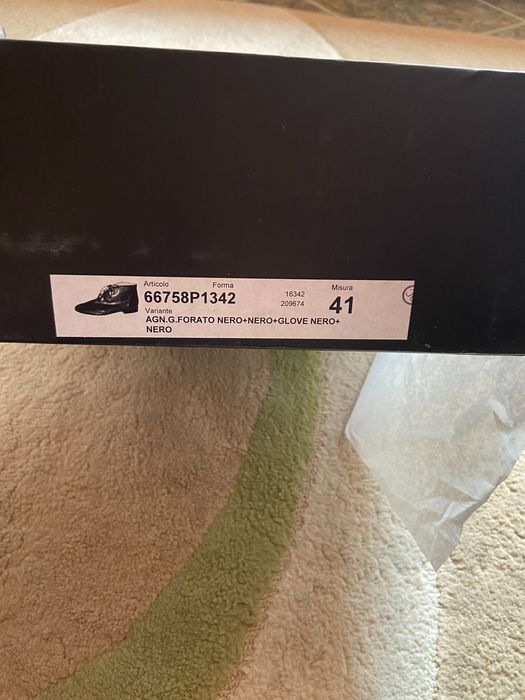 Articolo Forma Misura
66758P1342 16342 41
209674
Variante
AGN.G.FORATO NERO+NERO+GLOVE NERO+
NERO